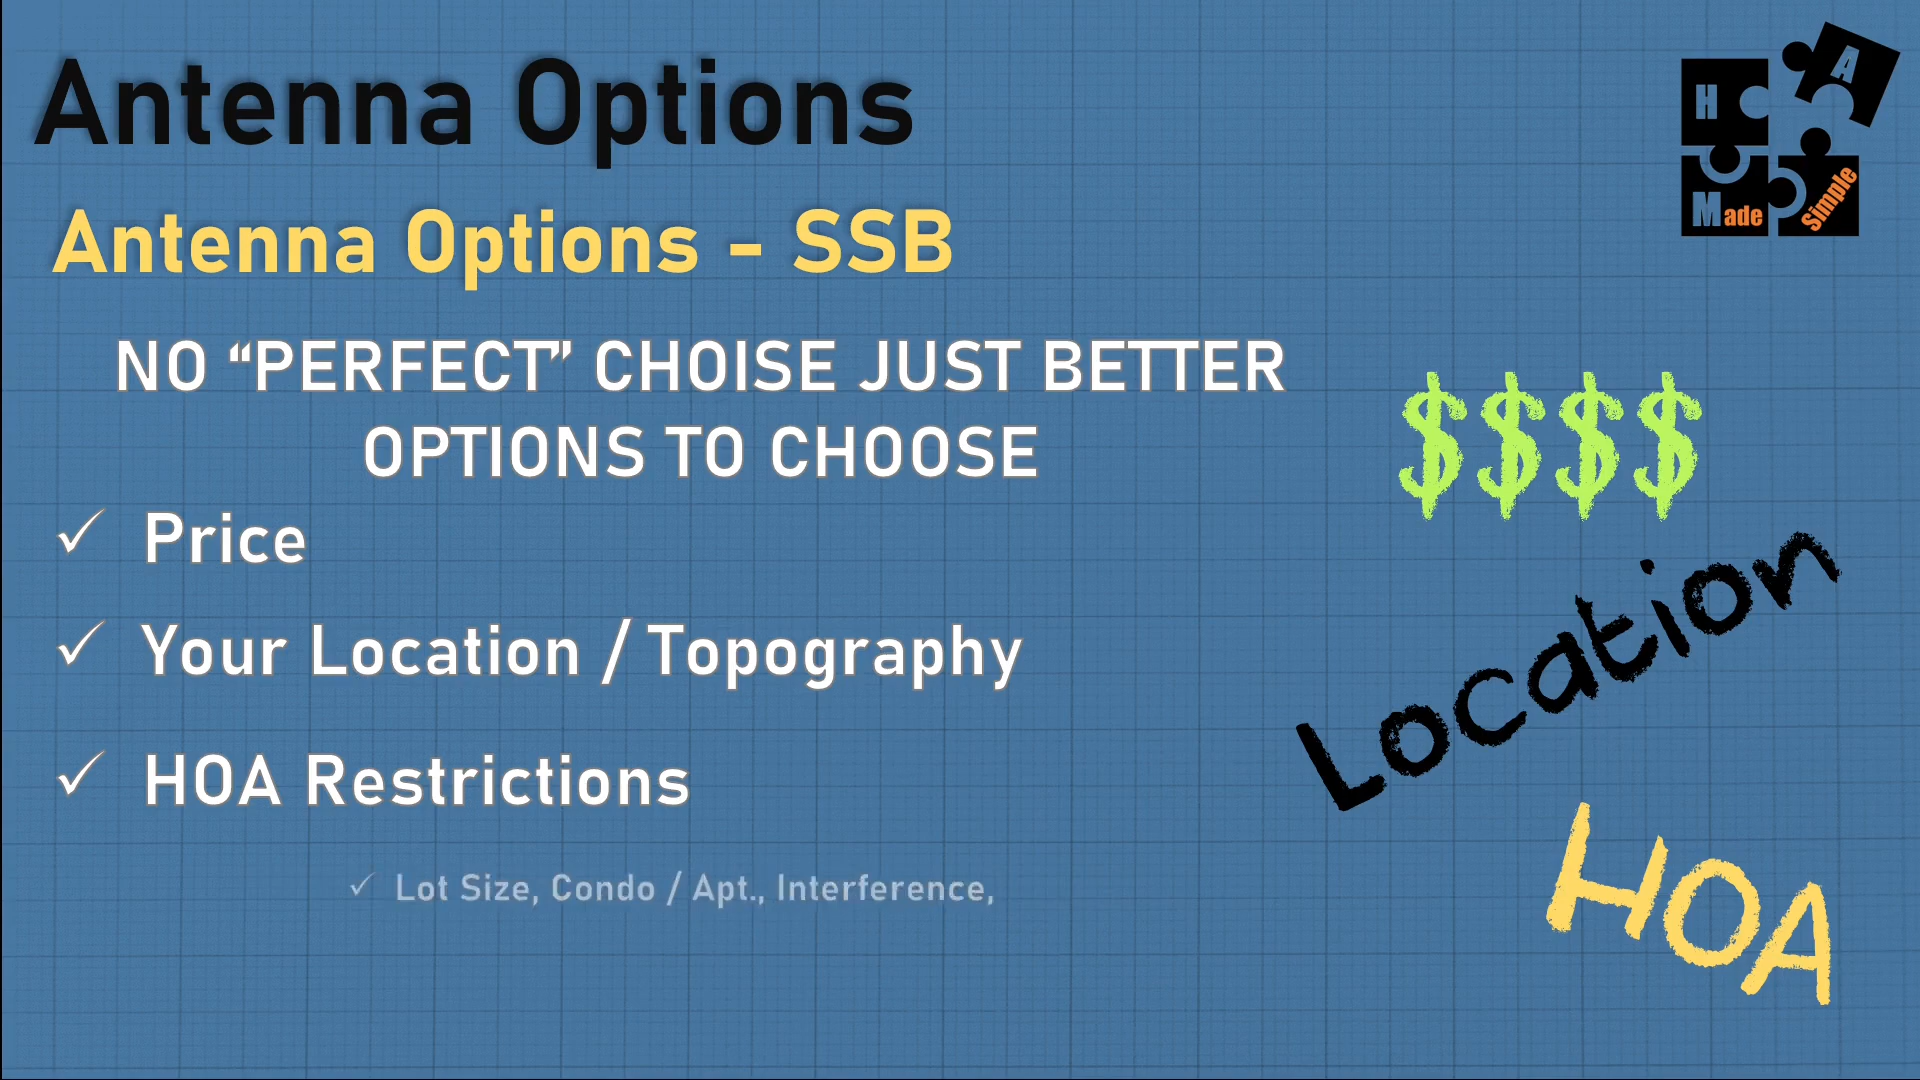 Antenna Options
Antenna Options - SSB
NO “PERFECT” CHOISE JUST BETTER
OPTIONS TO CHOOSE
✓ Price
✓ Your Location / Topography
✓ HOA Restrictions
✓ Lot Size, Condo / Apt., Interference,
H A
Made Simple
$$$$
Location
HOA